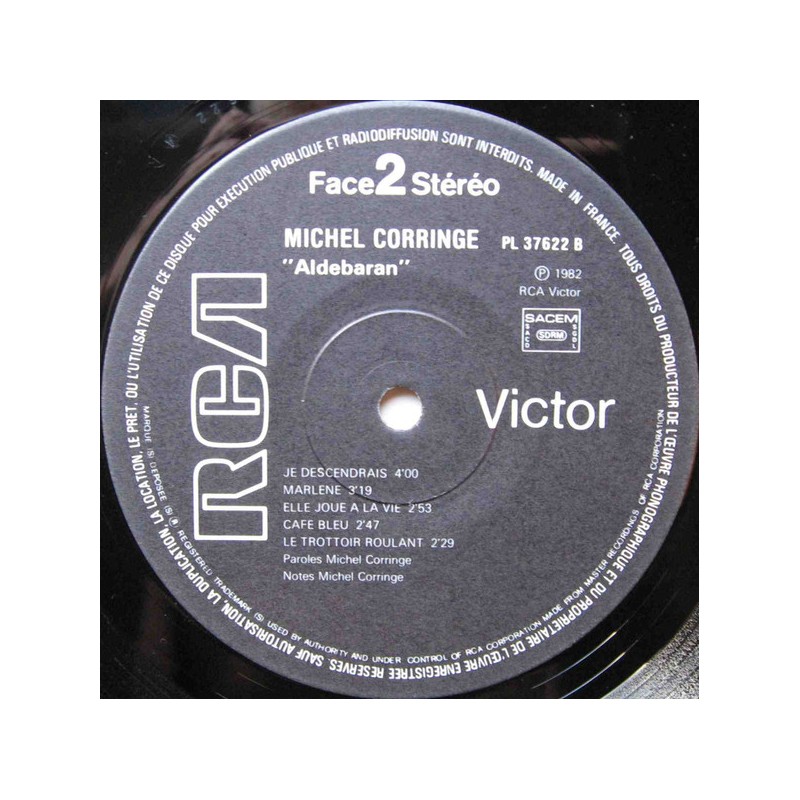 TOUS DROITS DU PRODUCTEUR DE L'ŒUVRE PHONOGRAPHIQUE ET DU PROPRIETAIRE DE L'ŒUVRE ENREGISTREE RESERVES. SAUF AUTORISATION, LA DUPLICATION, LA LOCATION, LE PRET, OU L'UTILISATION DE CE DISQUE POUR EXECUTION PUBLIQUE ET RADIODIFFUSION SONT INTERDITS. MADE IN FRANCE.
Face 2 Stéréo
MICHEL CORRINGE PL 37622 B
"Aldebaran"
Ⓟ 1982
RCA Victor
SACEM
SACD SDRM SGDL
RCA
Victor
JE DESCENDRAIS 4'00
MARLENE 3'19
ELLE JOUE A LA VIE 2'53
CAFE BLEU 2'47
LE TROTTOIR ROULANT 2'29
Paroles Michel Corringe
Notes Michel Corringe
MARQUE (S) DEPOSEE (S) ® REGISTERED TRADEMARK (S) USED BY AUTHORITY AND UNDER CONTROL OF RCA CORPORATION MADE FROM MASTER RECORDINGS OF RCA CORPORATION